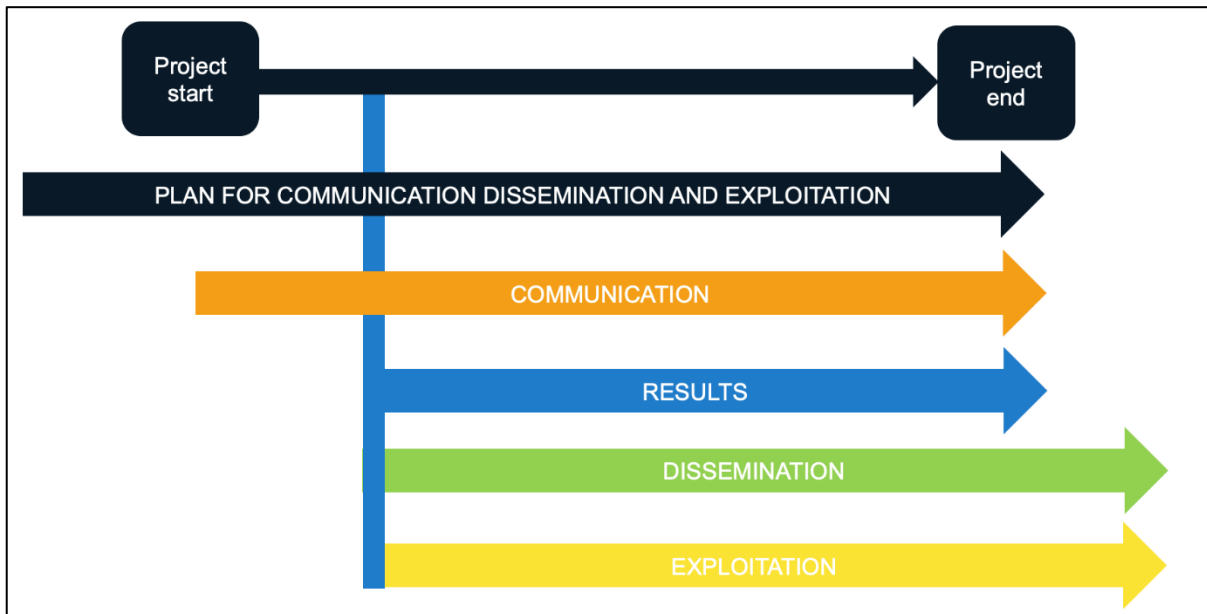 Project
start
Project
end
PLAN FOR COMMUNICATION DISSEMINATION AND EXPLOITATION
COMMUNICATION
RESULTS
DISSEMINATION
EXPLOITATION